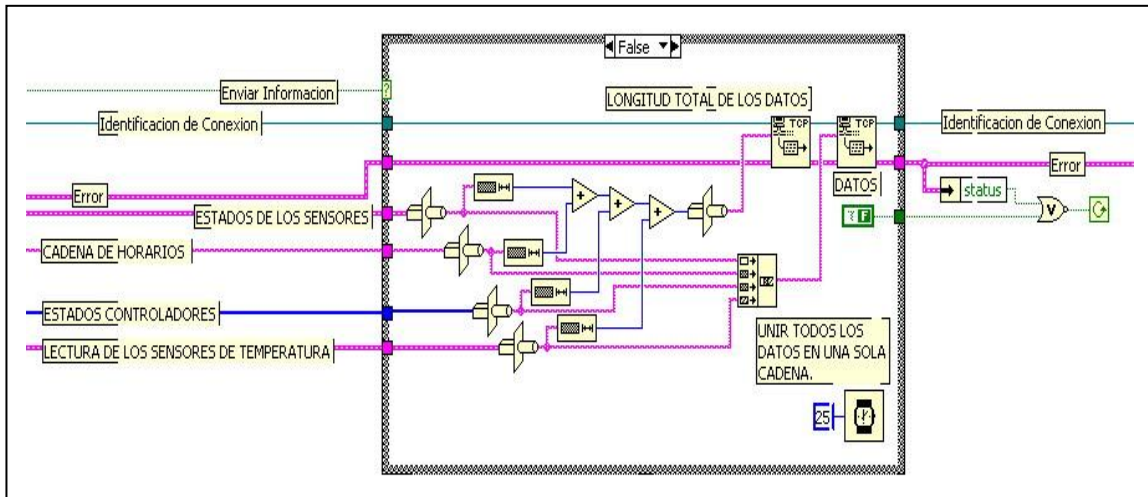 False
Enviar Informacion
LONGITUD TOTAL DE LOS DATOS
Identificacion de Conexion
TCP
TCP
Identificacion de Conexion
Error
Error
DATOS
status
ESTADOS DE LOS SENSORES
F
V
CADENA DE HORARIOS
ESTADOS CONTROLADORES
LECTURA DE LOS SENSORES DE TEMPERATURA
UNIR TODOS LOS
DATOS EN UNA SOLA
CADENA.
25